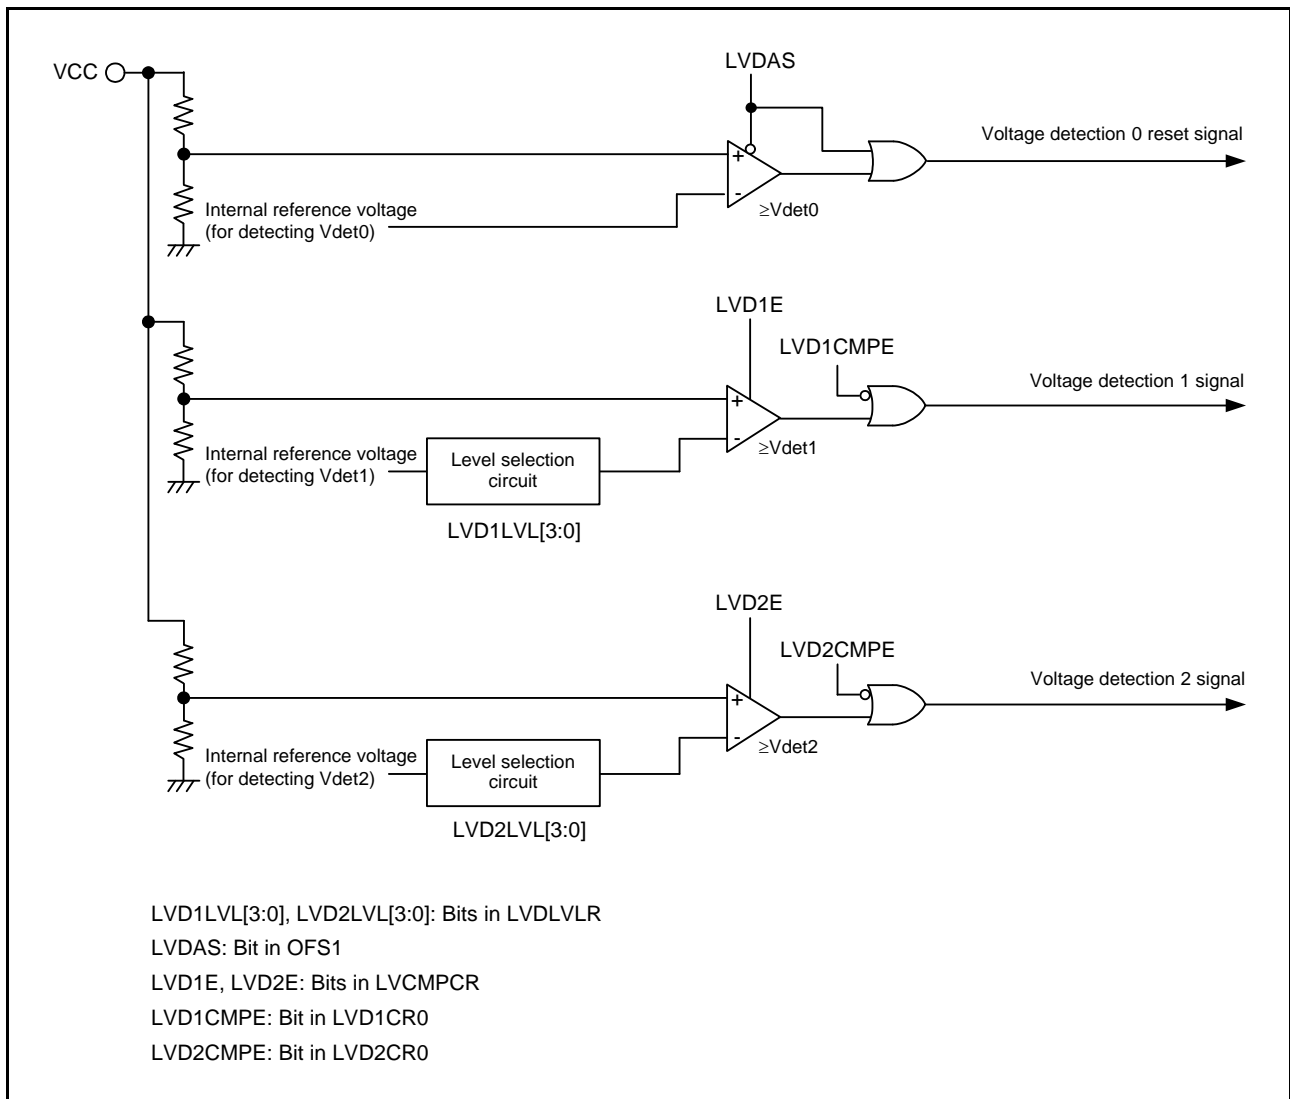 VCC
LVDAS
+
-
≥Vdet0
Voltage detection 0 reset signal
Internal reference voltage
(for detecting Vdet0)
LVD1E
LVD1CMPE
+
-
≥Vdet1
Voltage detection 1 signal
Internal reference voltage
(for detecting Vdet1)
Level selection
circuit
LVD1LVL[3:0]
LVD2E
LVD2CMPE
+
-
≥Vdet2
Voltage detection 2 signal
Internal reference voltage
(for detecting Vdet2)
Level selection
circuit
LVD2LVL[3:0]
LVD1LVL[3:0], LVD2LVL[3:0]: Bits in LVDLVLR
LVDAS: Bit in OFS1
LVD1E, LVD2E: Bits in LVCMPCR
LVD1CMPE: Bit in LVD1CR0
LVD2CMPE: Bit in LVD2CR0